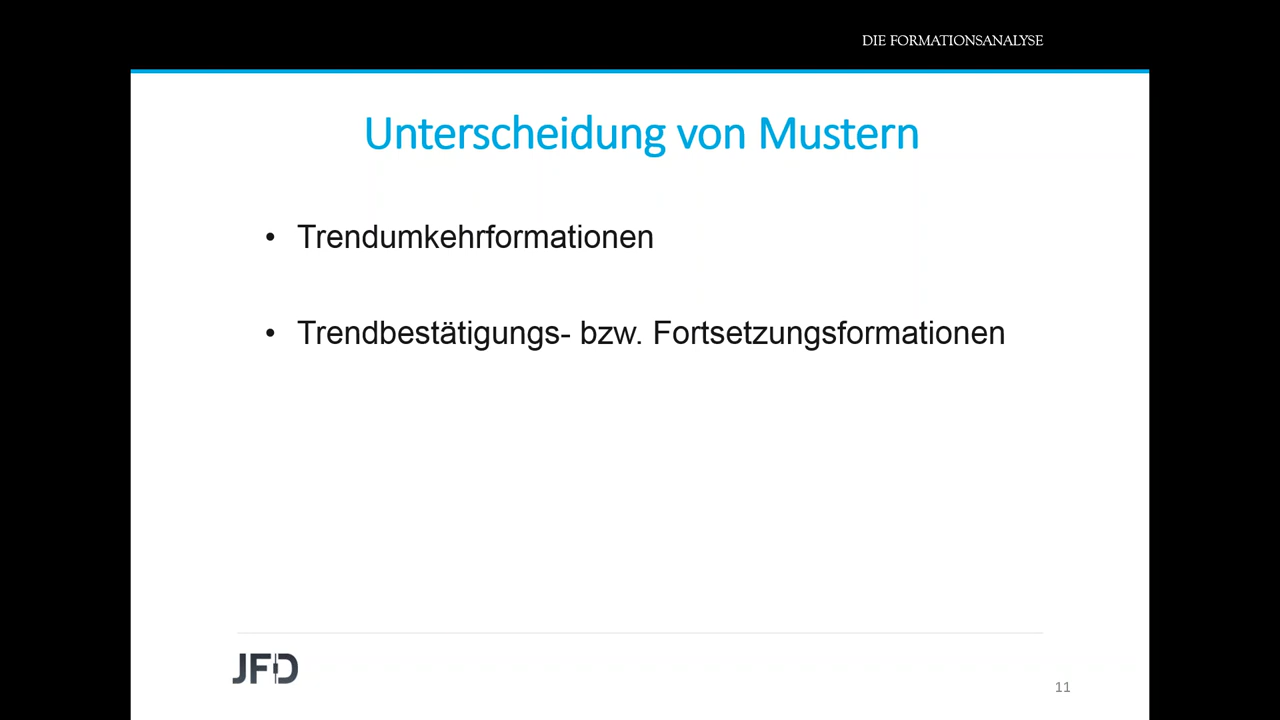 DIE FORMATIONSANALYSE
Unterscheidung von Mustern
• Trendumkehrformationen
• Trendbestätigungs- bzw. Fortsetzungsformationen
JFD
11